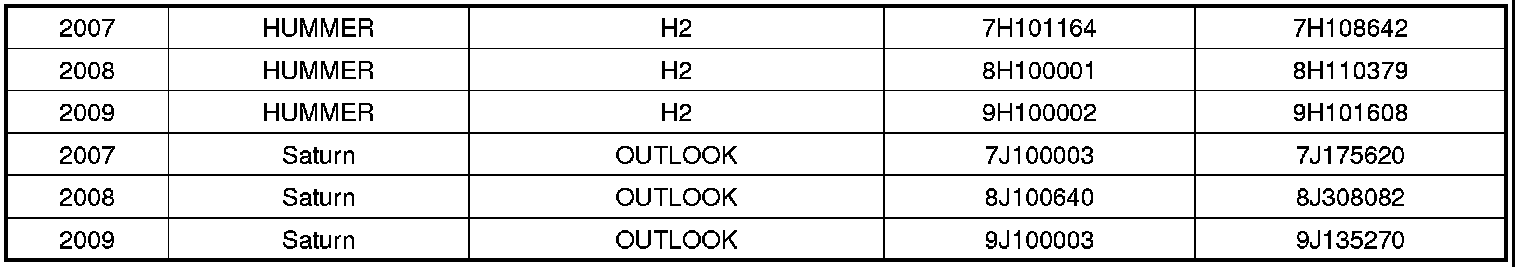 2007 HUMMER H2 7H101164 7H108642
2008 HUMMER H2 8H100001 8H110379
2009 HUMMER H2 9H100002 9H101608
2007 Saturn OUTLOOK 7J100003 7J175620
2008 Saturn OUTLOOK 8J100640 8J308082
2009 Saturn OUTLOOK 9J100003 9J135270